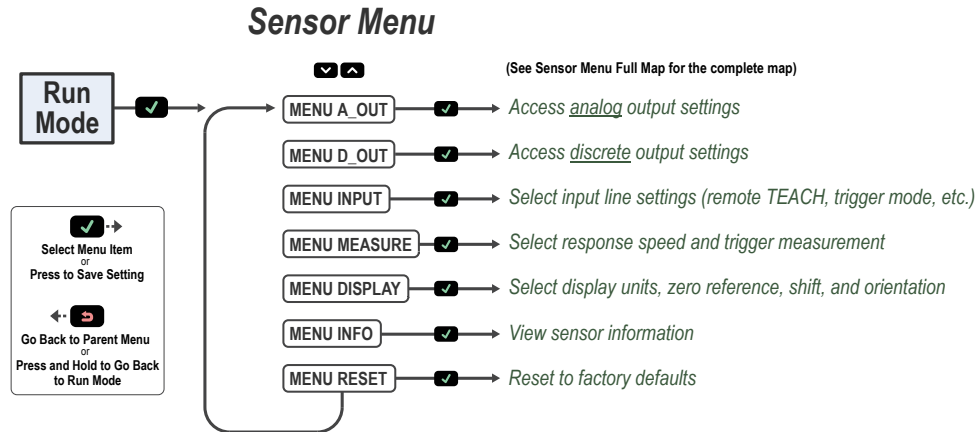 Sensor Menu
(See Sensor Menu Full Map for the complete map)
Run
Mode
MENU A_OUT
Access analog output settings
MENU D_OUT
Access discrete output settings
MENU INPUT
Select input line settings (remote TEACH, trigger mode, etc.)
MENU MEASURE
Select response speed and trigger measurement
MENU DISPLAY
Select display units, zero reference, shift, and orientation
MENU INFO
View sensor information
MENU RESET
Reset to factory defaults
Select Menu Item
or
Press to Save Setting
Go Back to Parent Menu
or
Press and Hold to Go Back
to Run Mode